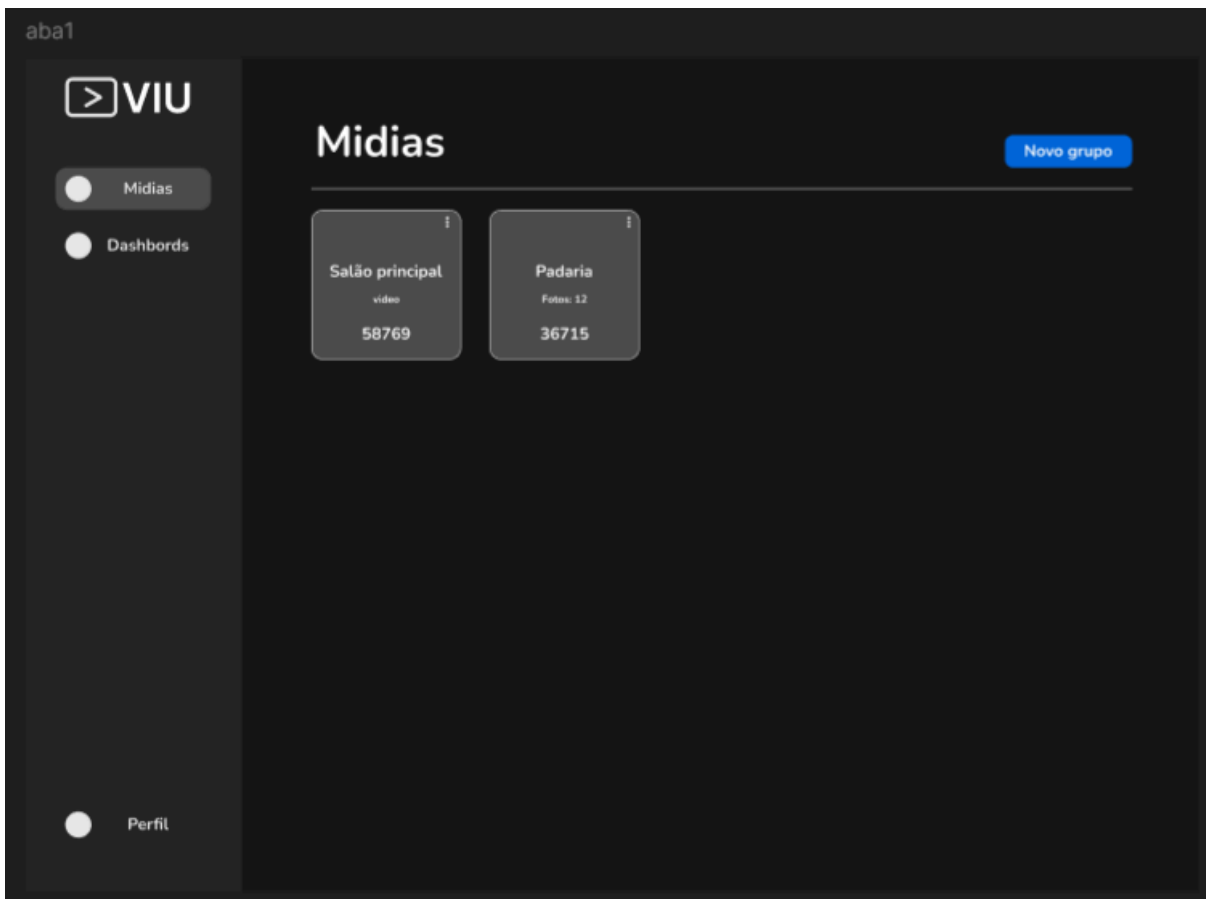 aba1
VIU
Midias
Dashbords
Perfil
Midias
Novo grupo
Salão principal
video
58769
Padaria
Fotos: 12
36715